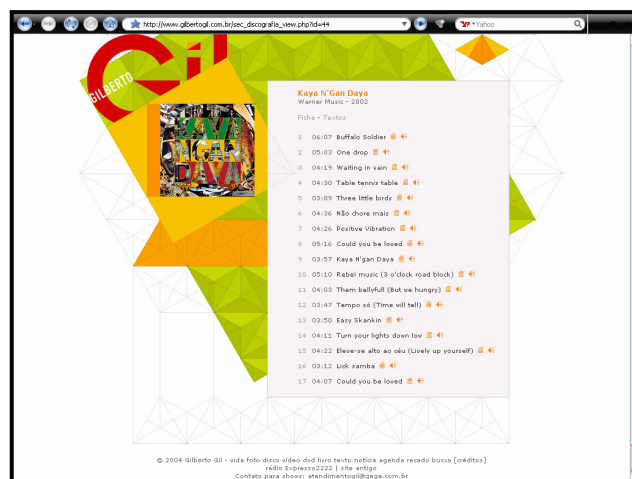 http://www.gilbertogil.com.br/sec_discografia_view.php?id=44
Yahoo
GILBERTO
Gil
KAYA
N'GAN
DAYA
Kaya N'Gan Daya
Warner Music - 2002
Ficha - Textos
1 06:07 Buffalo Soldier
2 05:03 One drop
3 04:19 Waiting in vain
4 04:30 Table tennis table
5 03:09 Three little birds
6 04:36 Não chore mais
7 04:26 Positive Vibration
8 05:16 Could you be loved
9 03:57 Kaya N'gan Daya
10 05:10 Rebel music (3 o'clock road block)
11 04:03 Them bellyfull (But we hungry)
12 03:47 Tempo só (Time will tell)
13 03:50 Easy Skankin
14 04:11 Turn your lights down low
15 04:22 Eleve-se alto ao céu (Lively up yourself)
16 03:12 Lick samba
17 04:07 Could you be loved
© 2004 Gilberto Gil - vida foto disco vídeo dvd livro texto notícia agenda recado busca [créditos]
rádio Expresso2222 | site antigo
Contato para shows: atendimentogil@gege.com.br